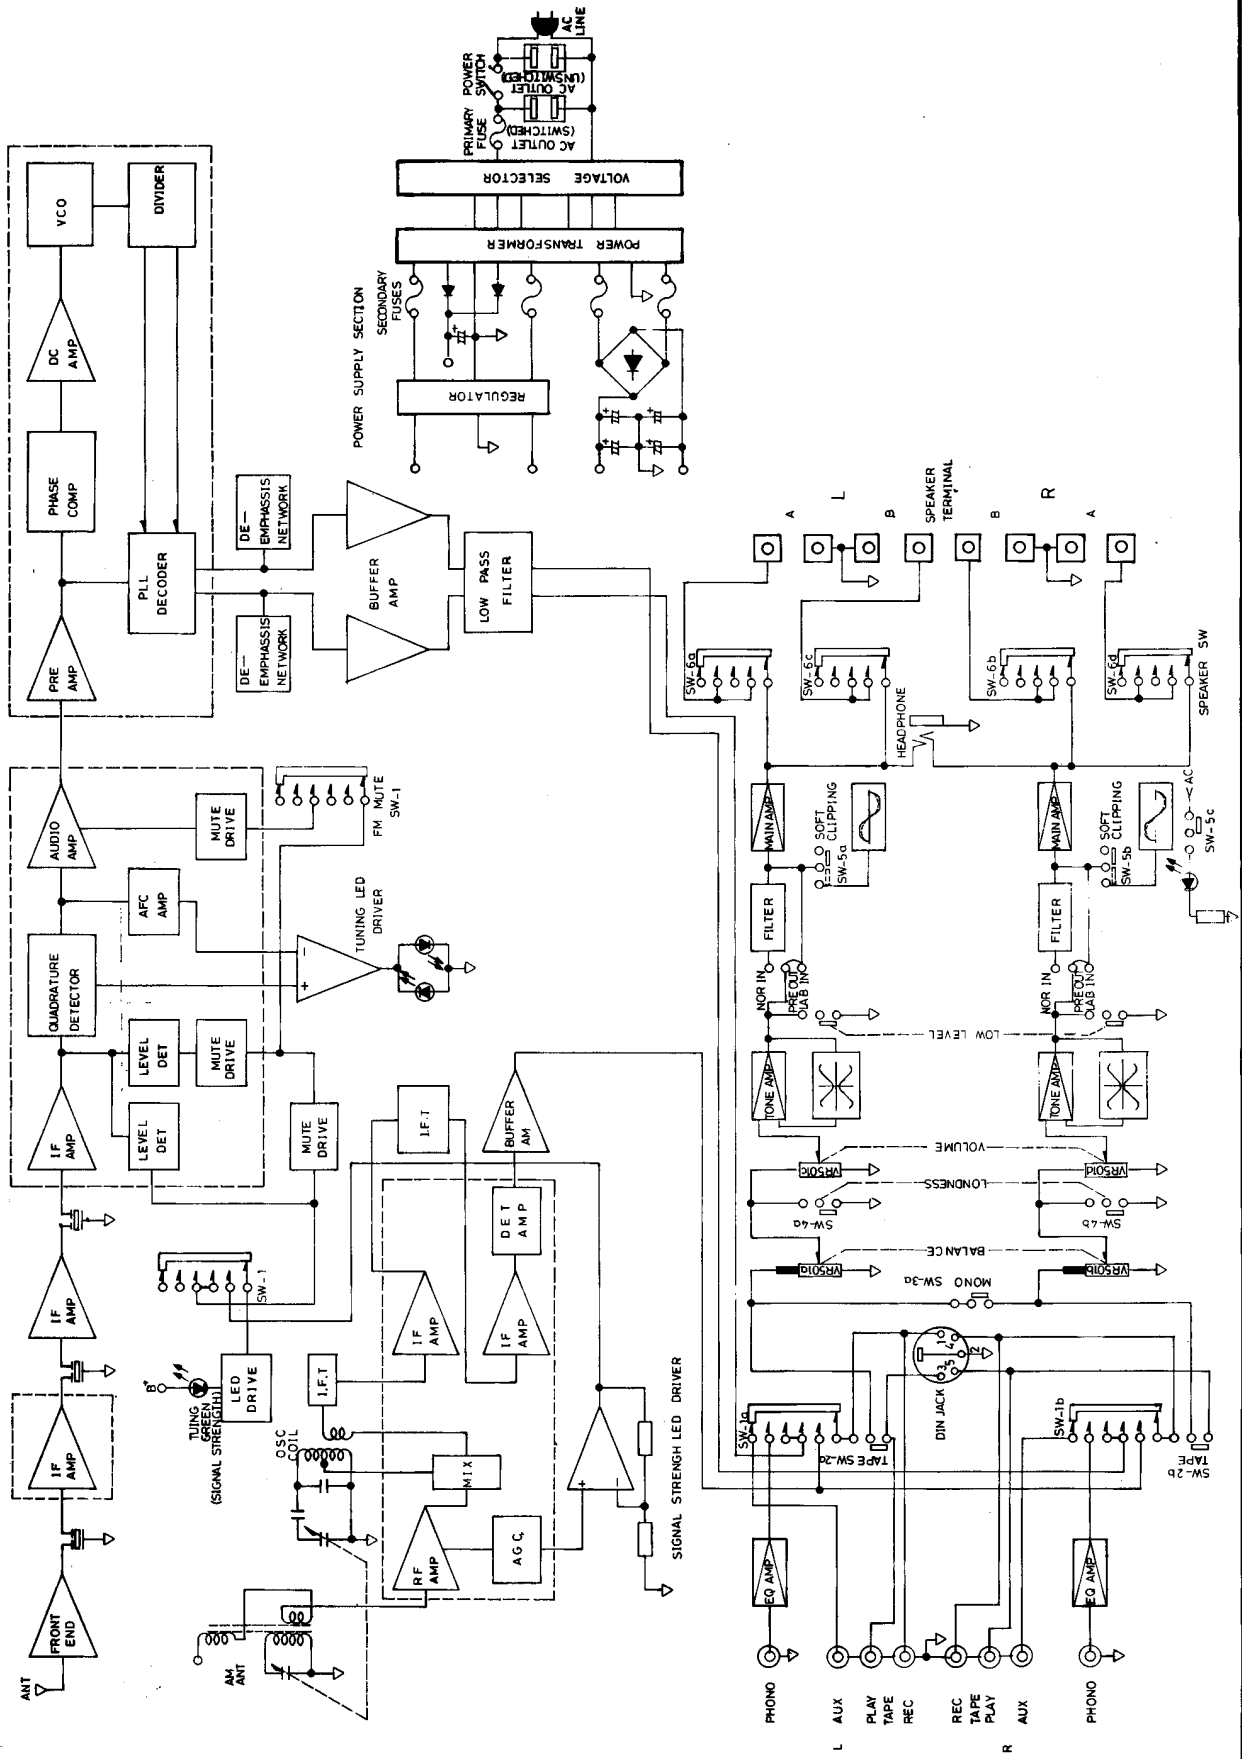 ANT
FRONT
END
IF
AMP
IF
AMP
IF
AMP
QUADRATURE
DETECTOR
AUDIO
AMP
LEVEL
DET
LEVEL
DET
MUTE
DRIVE
MUTE
DRIVE
AFC
AMP
MUTE
DRIVE
FM MUTE
SW-1
+
−
TUNING LED
DRIVER
PRE
AMP
PHASE
COMP
DC
AMP
VCO
DIVIDER
PLL
DECODER
DE—
EMPHASSIS
NETWORK
DE—
EMPHASSIS
NETWORK
BUFFER
AMP
LOW PASS
FILTER
B+
TUING
GREEN
(SIGNAL STRENGTH)
LED
DRIVE
SW-1
AM
ANT
OSC
COIL
I.F.T
RF
AMP
MIX
AGC.
IF
AMP
I.F.T
IF
AMP
DET
AMP
BUFFER
AM
+
−
SIGNAL STRENGH LED DRIVER
POWER SUPPLY SECTION
SECONDARY
FUSES
REGULATOR
POWER TRANSFORMER
VOLTAGE SELECTOR
PRIMARY
FUSE
POWER
SWITCH
AC OUTLET
(SWITCHED)
AC OUTLET
(UNSWITCHED)
AC
LINE
+
+
+
+
+
PHONO
L
AUX
PLAY
TAPE
REC
REC
TAPE
PLAY
R
AUX
PHONO
EQ AMP
EQ AMP
SW-1a
TAPE SW-2a
DIN JACK
1
4
2
5
3
SW-1b
SW-2b
TAPE
MONO SW-3a
VR501a
BALANCE
VR501b
SW-4a
LONDNESS
SW-4b
VR501c
VOLUME
VR501d
TONE AMP
TONE AMP
LOW LEVEL
NOR IN
PRE OUT
LAB IN
NOR IN
PRE OUT
LAB IN
FILTER
FILTER
SW-5a
SOFT
CLIPPING
SW-5b
SOFT
CLIPPING
MAIN AMP
MAIN AMP
SW-5c
AC
HEADPHONE
SW-6a
SW-6c
SW-6b
SW-6d
SPEAKER SW
A
L
B
SPEAKER
TERMINAL
B
R
A